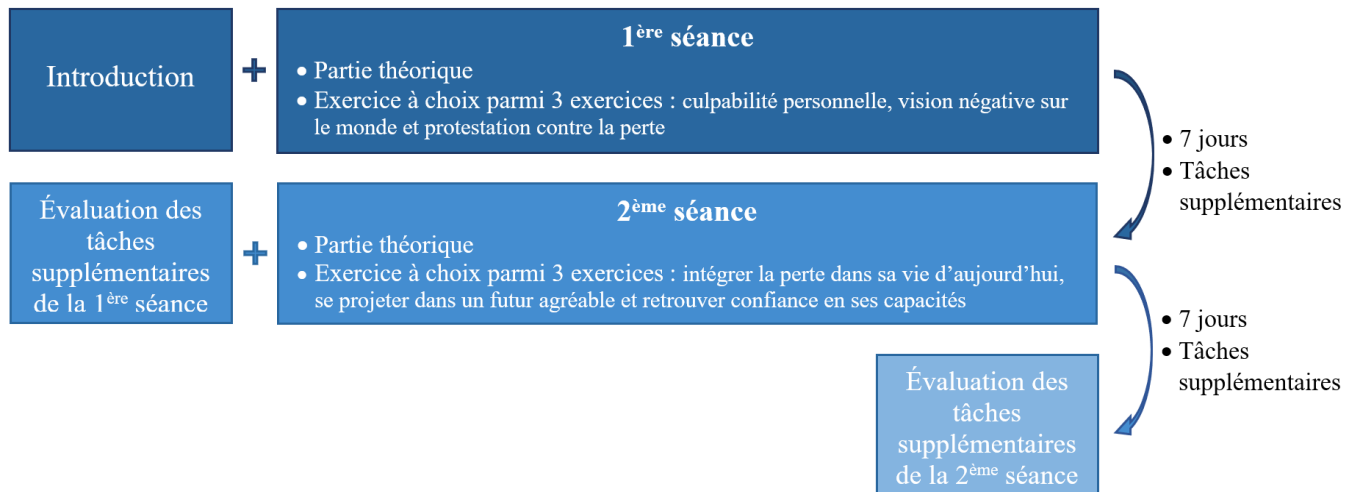 Introduction
+
1ère séance
• Partie théorique
• Exercice à choix parmi 3 exercices : culpabilité personnelle, vision négative sur
le monde et protestation contre la perte
• 7 jours
• Tâches
supplémentaires
Évaluation des
tâches
supplémentaires
de la 1ère séance
+
2ème séance
• Partie théorique
• Exercice à choix parmi 3 exercices : intégrer la perte dans sa vie d’aujourd’hui,
se projeter dans un futur agréable et retrouver confiance en ses capacités
• 7 jours
• Tâches
supplémentaires
Évaluation des
tâches
supplémentaires
de la 2ème séance